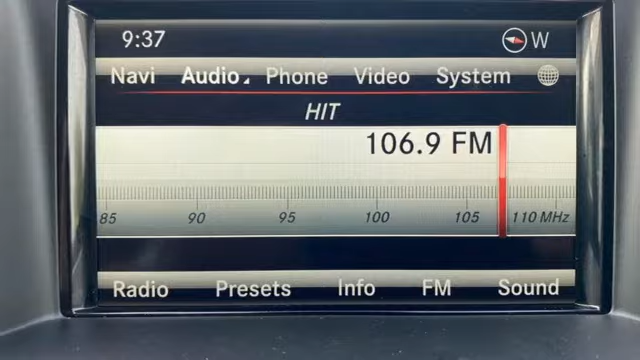 9:37 W
Navi Audio Phone Video System
HIT
106.9 FM
85 90 95 100 105 110 MHz
Radio Presets Info FM Sound